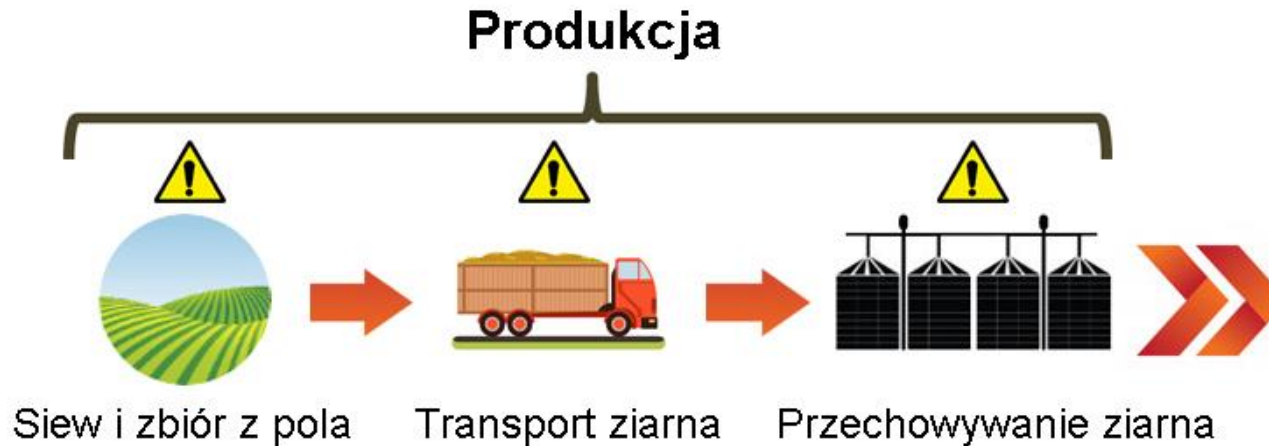 Produkcja
Siew i zbiór z pola
Transport ziarna
Przechowywanie ziarna